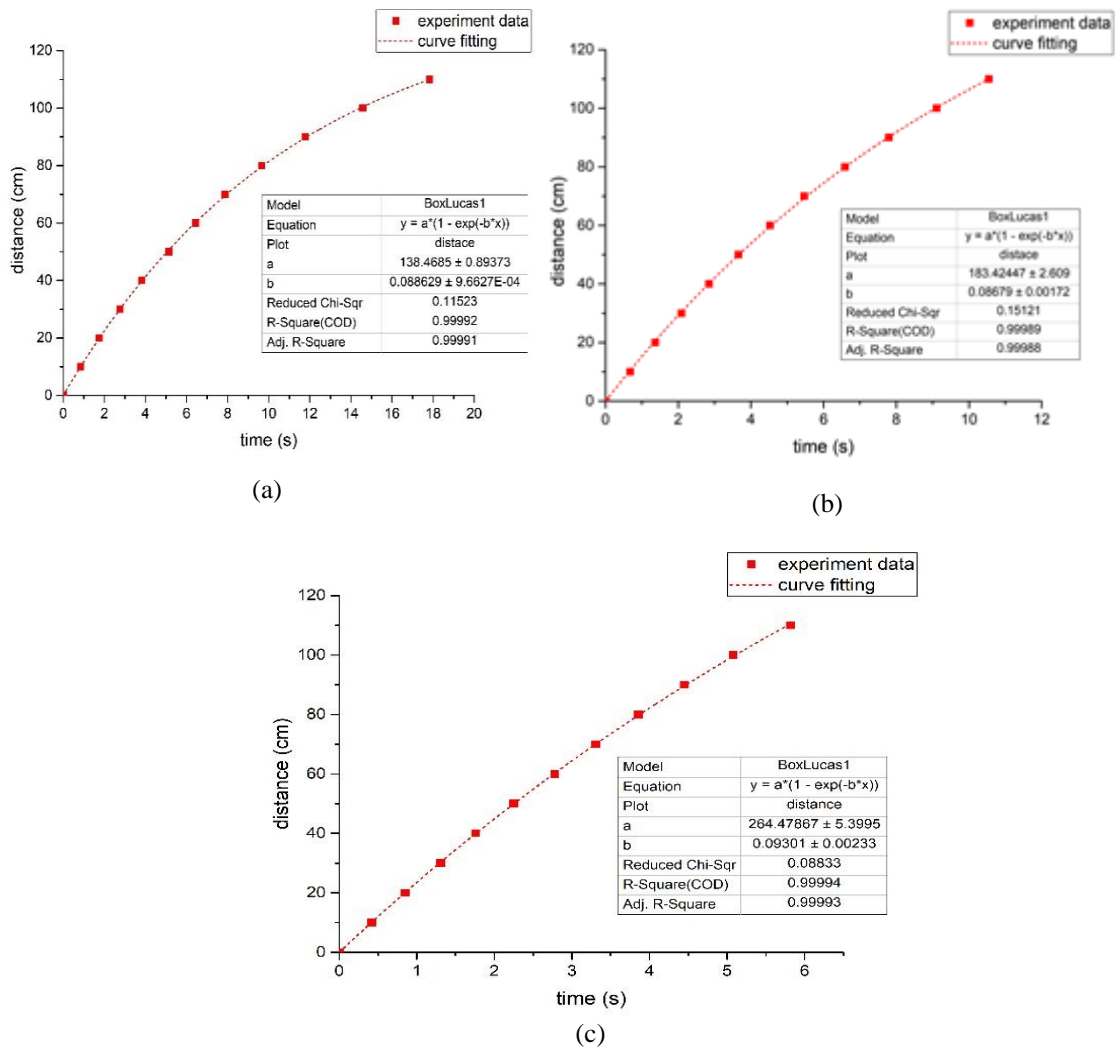 experiment data
curve fitting
120
100
80
60
40
20
0
distance (cm)
Model BoxLucas1
Equation y = a*(1 - exp(-b*x))
Plot distace
a 138.4685 ± 0.89373
b 0.088629 ± 9.6627E-04
Reduced Chi-Sqr 0.11523
R-Square(COD) 0.99992
Adj. R-Square 0.99991
0 2 4 6 8 10 12 14 16 18 20
time (s)
(a)
experiment data
curve fitting
120
100
80
60
40
20
0
distance (cm)
Model BoxLucas1
Equation y = a*(1 - exp(-b*x))
Plot distace
a 183.42447 ± 2.609
b 0.08679 ± 0.00172
Reduced Chi-Sqr 0.15121
R-Square(COD) 0.99989
Adj. R-Square 0.99988
0 2 4 6 8 10 12
time (s)
(b)
experiment data
curve fitting
120
100
80
60
40
20
0
distance (cm)
Model BoxLucas1
Equation y = a*(1 - exp(-b*x))
Plot distance
a 264.47867 ± 5.3995
b 0.09301 ± 0.00233
Reduced Chi-Sqr 0.08833
R-Square(COD) 0.99994
Adj. R-Square 0.99993
0 1 2 3 4 5 6
time (s)
(c)